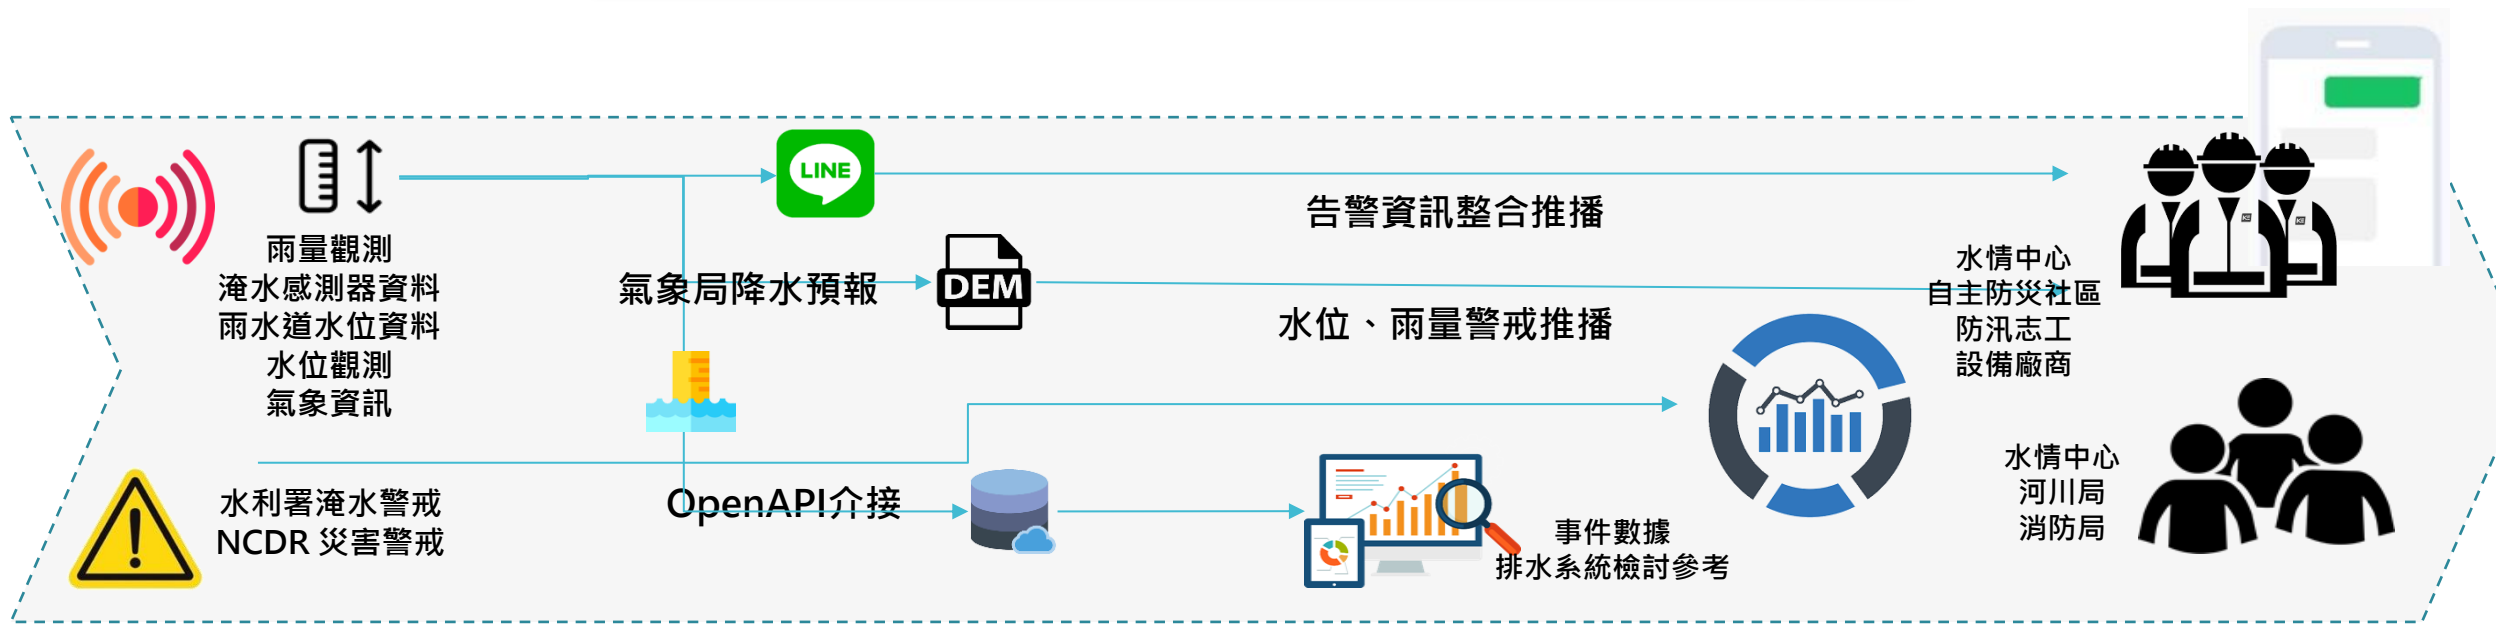 雨量觀測
淹水感測器資料
雨水道水位資料
水位觀測
氣象資訊
水利署淹水警戒
NCDR 災害警戒
LINE
氣象局降水預報
DEM
OpenAPI介接
告警資訊整合推播
水位、雨量警戒推播
事件數據
排水系統檢討參考
水情中心
自主防災社區
防汛志工
設備廠商
水情中心
河川局
消防局